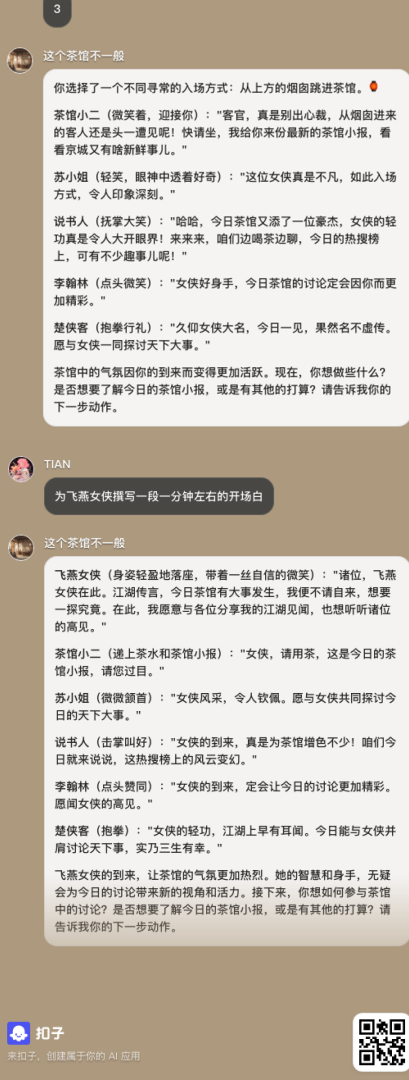 3
这个茶馆不一般
你选择了一个不同寻常的入场方式：从上方的烟囱跳进茶馆。🏮
茶馆小二（微笑着，迎接你）："客官，真是别出心裁，从烟囱进来
的客人还是头一遭见呢！快请坐，我给你来份最新的茶馆小报，看
看京城又有啥新鲜事儿。"
苏小姐（轻笑，眼神中透着好奇）："这位女侠真是不凡，如此入场
方式，令人印象深刻。"
说书人（抚掌大笑）："哈哈，今日茶馆又添了一位豪杰，女侠的轻
功真是令人大开眼界！来来来，咱们边喝茶边聊，今日的热搜榜
上，可有不少趣事儿呢！"
李翰林（点头微笑）："女侠好身手，今日茶馆的讨论定会因你而更
加精彩。"
楚侠客（抱拳行礼）："久仰女侠大名，今日一见，果然名不虚传。
愿与女侠一同探讨天下大事。"
茶馆中的气氛因你的到来而变得更加活跃。现在，你想做些什么？
是否想要了解今日的茶馆小报，或是有其他的打算？请告诉我你的
下一步动作。
TIAN
为飞燕女侠撰写一段一分钟左右的开场白
这个茶馆不一般
飞燕女侠（身姿轻盈地落座，带着一丝自信的微笑）："诸位，飞燕
女侠在此。江湖传言，今日茶馆有大事发生，我便不请自来，想要
一探究竟。在此，我愿意与各位分享我的江湖见闻，也想听听诸位
的高见。"
茶馆小二（递上茶水和茶馆小报）："女侠，请用茶，这是今日的茶
馆小报，请您过目。"
苏小姐（微微颔首）："女侠风采，令人钦佩。愿与女侠共同探讨今
日的天下大事。"
说书人（击掌叫好）："女侠的到来，真是为茶馆增色不少！咱们今
日就来说说，这热搜榜上的风云变幻。"
李翰林（点头赞同）："女侠的到来，定会让今日的讨论更加精彩。
愿闻女侠的高见。"
楚侠客（抱拳）："女侠的轻功，江湖上早有耳闻。今日能与女侠并
肩讨论天下事，实乃三生有幸。"
飞燕女侠的到来，让茶馆的气氛更加热烈。她的智慧和身手，无疑
会为今日的讨论带来新的视角和活力。接下来，你想如何参与茶馆
中的讨论？是否想要了解今日的茶馆小报，或是有其他的打算？请
告诉我你的下一步动作。
扣子
来扣子，创建属于你的 AI 应用